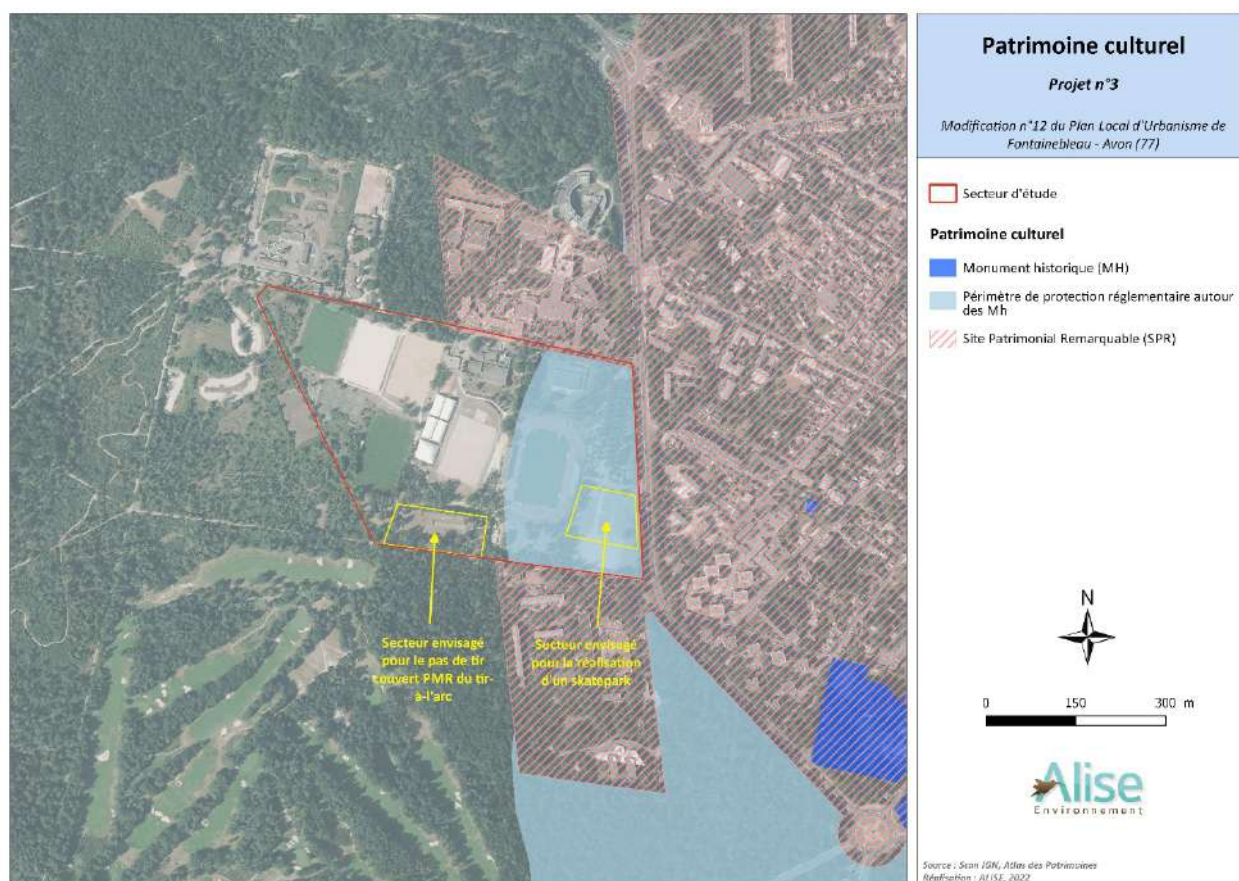 Patrimoine culturel
Projet n°3
Modification n°12 du Plan Local d'Urbanisme de
Fontainebleau - Avon (77)
Secteur d'étude
Patrimoine culturel
Monument historique (MH)
Périmètre de protection réglementaire autour
des Mh
Site Patrimonial Remarquable (SPR)
Secteur envisagé
pour le pas de tir
couvert PMR du tir-
à-l'arc
Secteur envisagé
pour la réalisation
d'un skatepark
N
0 150 300 m
Alise
Environnement
Source : Scan IGN, Atlas des Patrimoines
Réalisation : ALISE, 2022